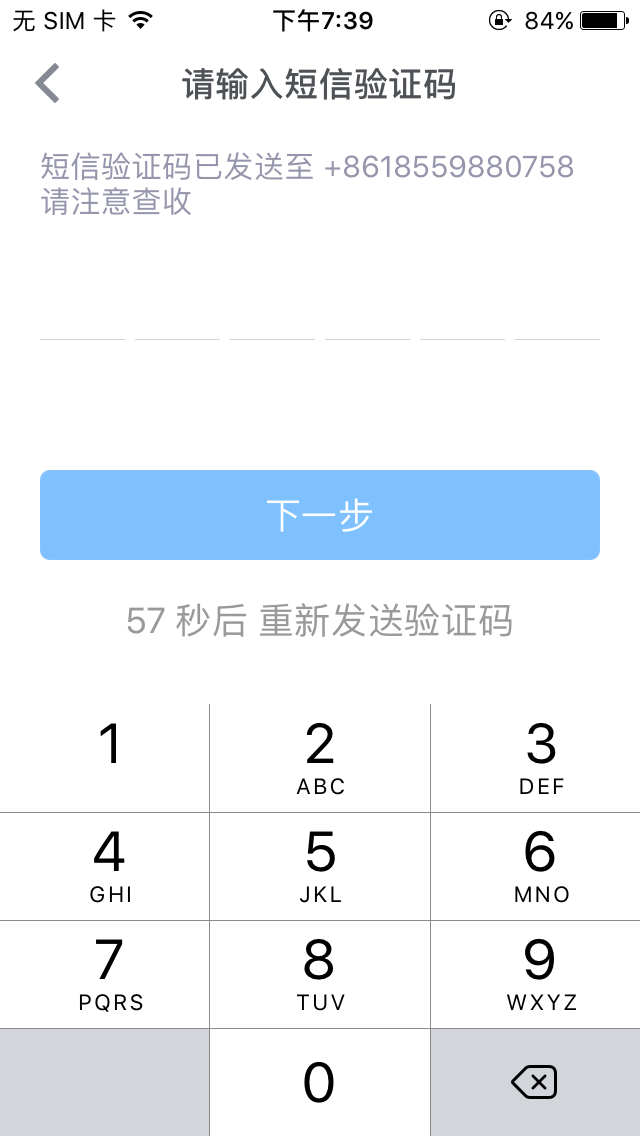 无 SIM 卡 下午7:39 84%
请输入短信验证码
短信验证码已发送至 +8618559880758
请注意查收
下一步
57 秒后 重新发送验证码
1 2 3
ABC DEF
4 5 6
GHI JKL MNO
7 8 9
PQRS TUV WXYZ
0